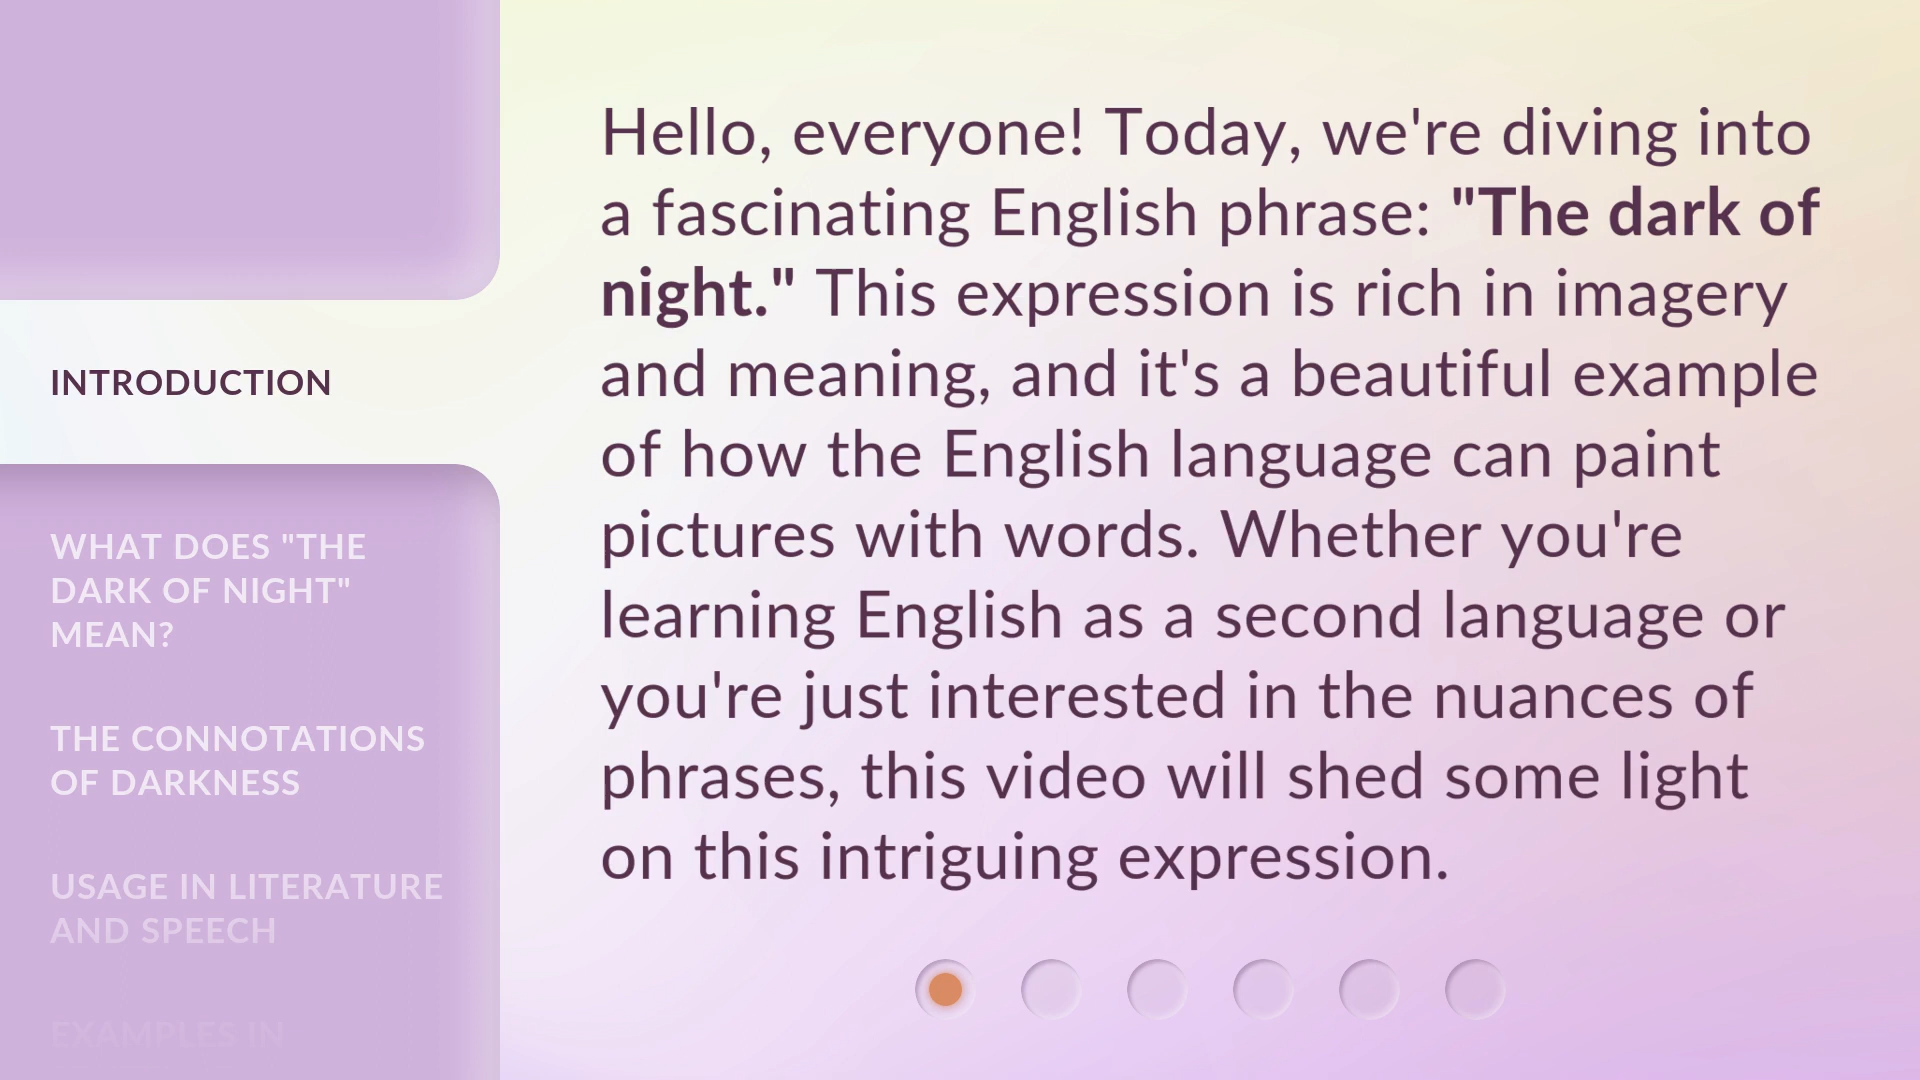 INTRODUCTION
WHAT DOES "THE
DARK OF NIGHT"
MEAN?
THE CONNOTATIONS
OF DARKNESS
USAGE IN LITERATURE
AND SPEECH
EXAMPLES IN
Hello, everyone! Today, we're diving into
a fascinating English phrase: "The dark of
night." This expression is rich in imagery
and meaning, and it's a beautiful example
of how the English language can paint
pictures with words. Whether you're
learning English as a second language or
you're just interested in the nuances of
phrases, this video will shed some light
on this intriguing expression.